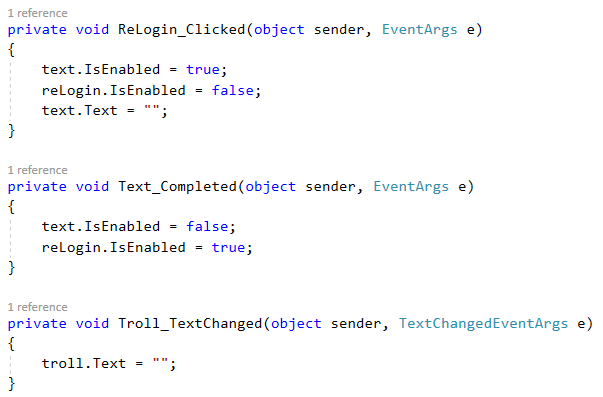 1 reference
private void ReLogin_Clicked(object sender, EventArgs e)
{
    text.IsEnabled = true;
    reLogin.IsEnabled = false;
    text.Text = "";
}
1 reference
private void Text_Completed(object sender, EventArgs e)
{
    text.IsEnabled = false;
    reLogin.IsEnabled = true;
}
1 reference
private void Troll_TextChanged(object sender, TextChangedEventArgs e)
{
    troll.Text = "";
}